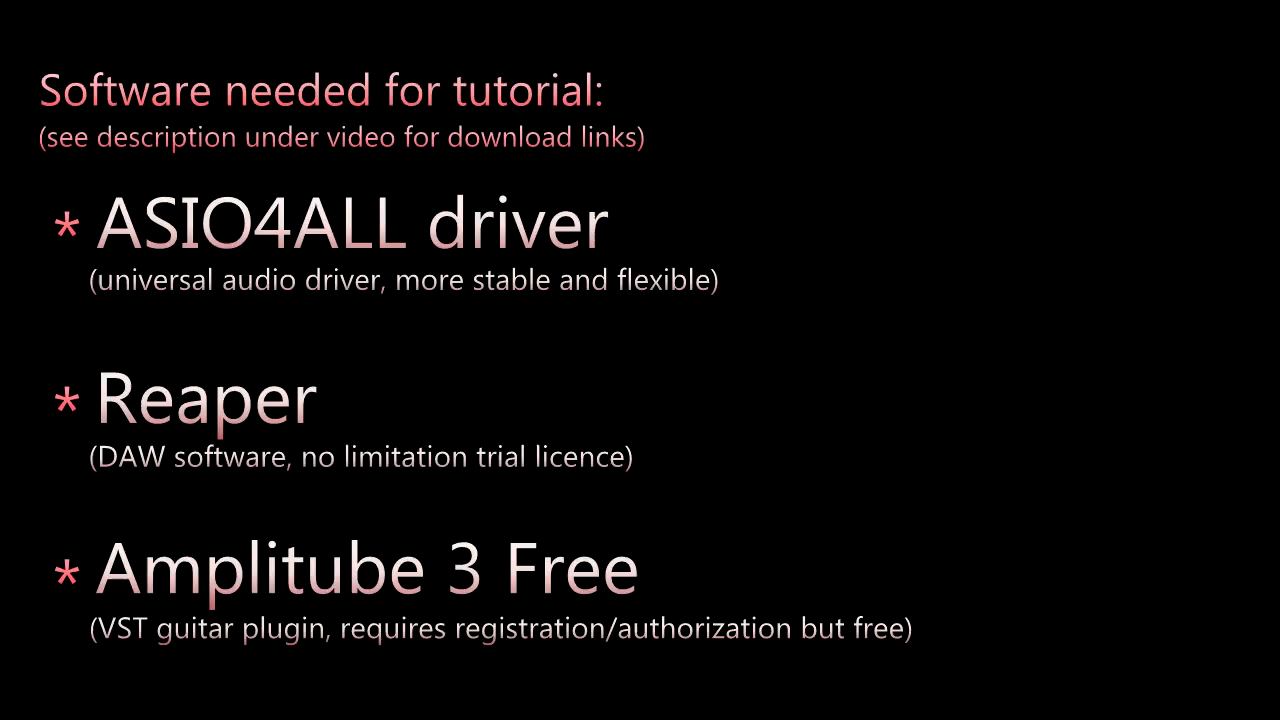 Software needed for tutorial:
(see description under video for download links)
* ASIO4ALL driver
(universal audio driver, more stable and flexible)
* Reaper
(DAW software, no limitation trial licence)
* Amplitube 3 Free
(VST guitar plugin, requires registration/authorization but free)